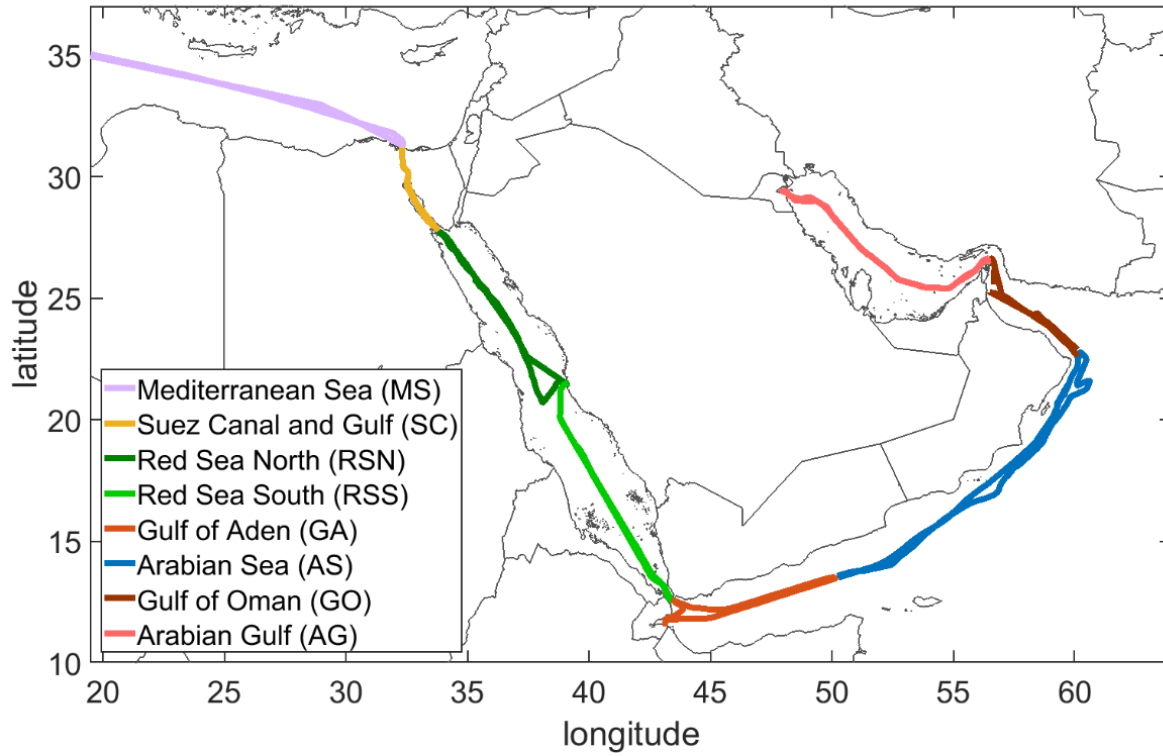 35
30
25
20
15
10
latitude
Mediterranean Sea (MS)
Suez Canal and Gulf (SC)
Red Sea North (RSN)
Red Sea South (RSS)
Gulf of Aden (GA)
Arabian Sea (AS)
Gulf of Oman (GO)
Arabian Gulf (AG)
20 25 30 35 40 45 50 55 60
longitude